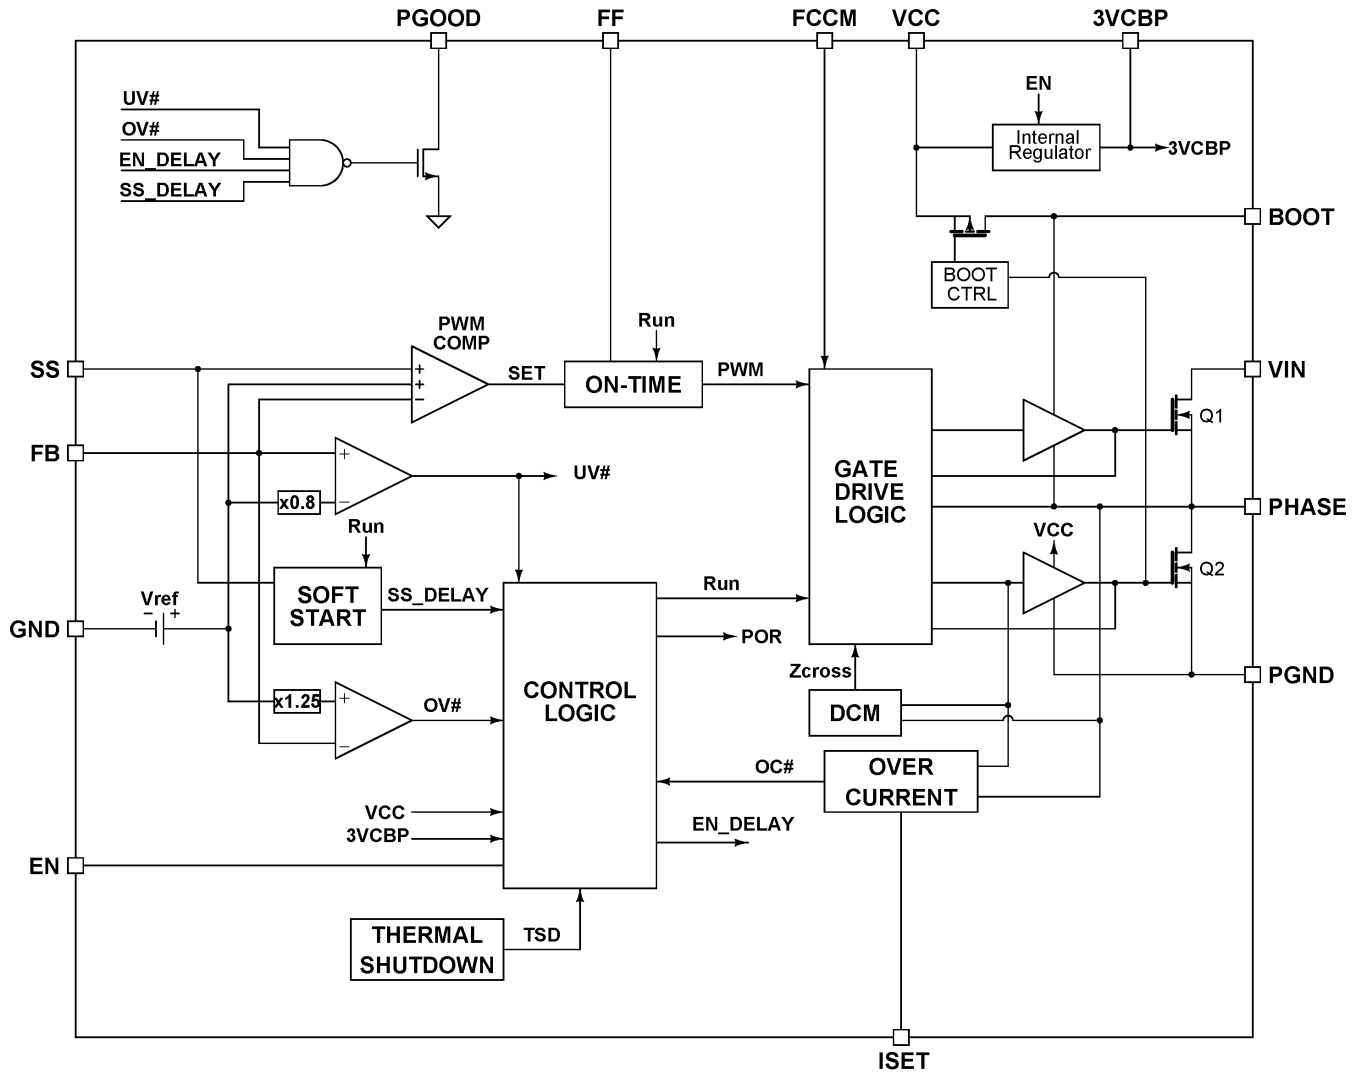 PGOOD
FF
FCCM
VCC
3VCBP
UV#
OV#
EN_DELAY
SS_DELAY
EN
Internal
Regulator
3VCBP
BOOT
BOOT
CTRL
PWM
COMP
Run
SS
+
+
−
SET
ON-TIME
PWM
VIN
Q1
FB
+
−
x0.8
UV#
GATE
DRIVE
LOGIC
PHASE
Run
VCC
SOFT
START
SS_DELAY
Run
Q2
Vref
− +
GND
POR
Zcross
PGND
CONTROL
LOGIC
x1.25
+
−
OV#
DCM
OC#
OVER
CURRENT
VCC
3VCBP
EN_DELAY
EN
THERMAL
SHUTDOWN
TSD
ISET